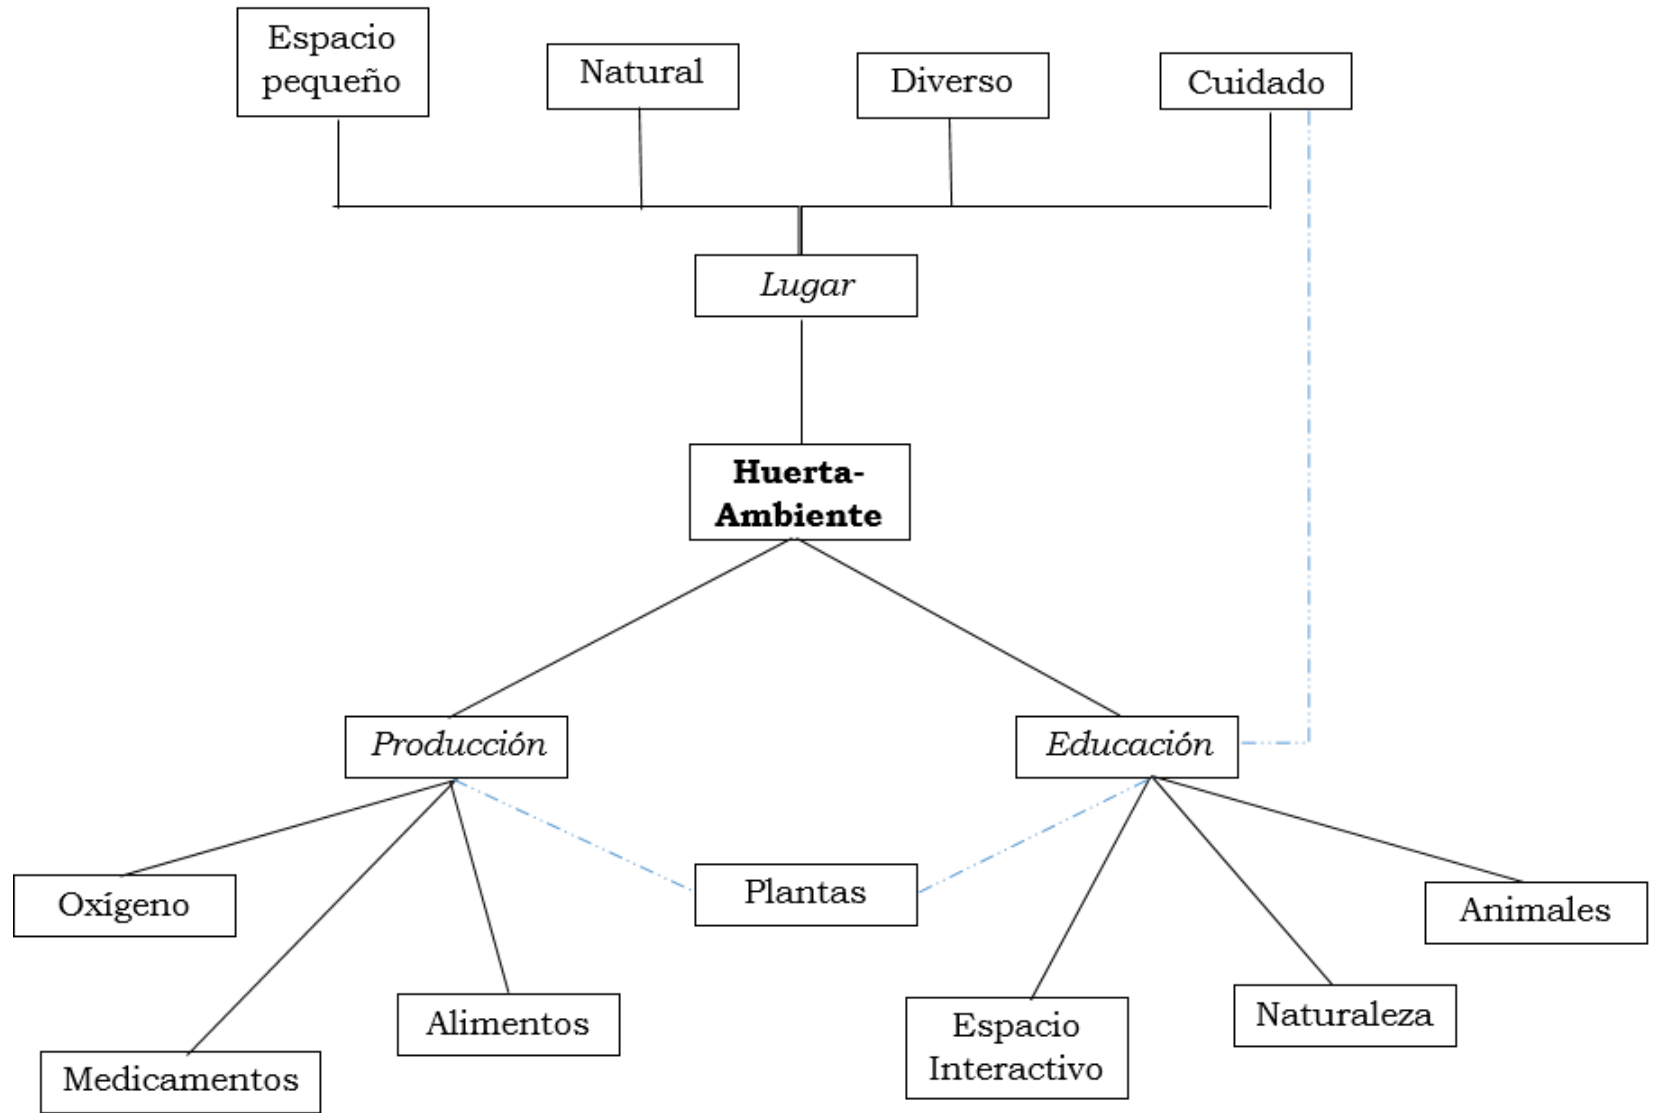 Espacio
pequeño
Natural
Diverso
Cuidado
Lugar
Huerta-
Ambiente
Producción
Educación
Oxígeno
Plantas
Animales
Medicamentos
Alimentos
Espacio
Interactivo
Naturaleza